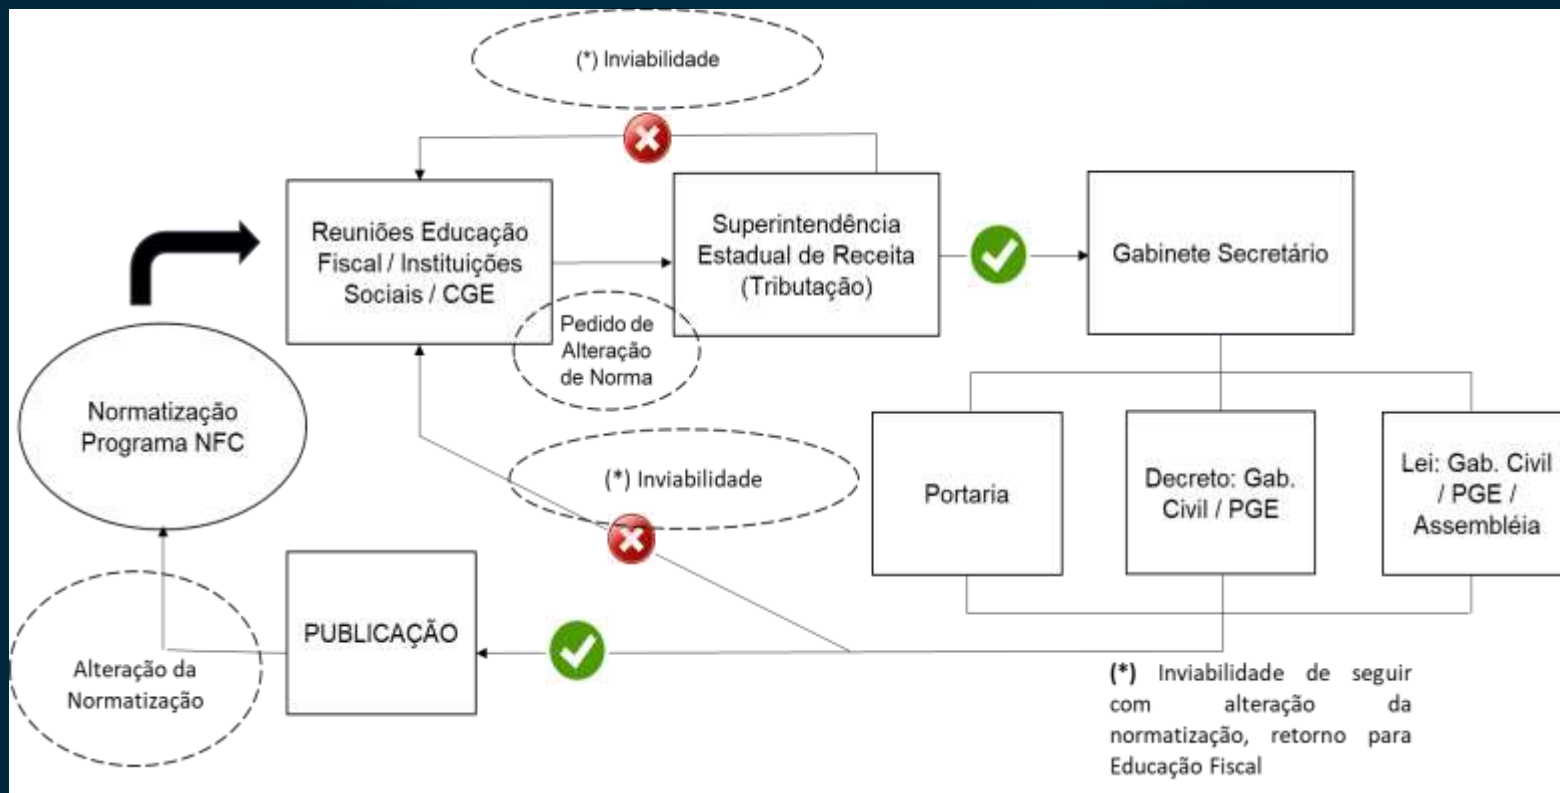 (*) Inviabilidade
Reuniões Educação
Fiscal / Instituições
Sociais / CGE
Superintendência
Estadual de Receita
(Tributação)
Gabinete Secretário
Pedido de
Alteração
de Norma
Normatização
Programa NFC
(*) Inviabilidade
Portaria
Decreto: Gab.
Civil / PGE
Lei: Gab. Civil
/ PGE /
Assembléia
PUBLICAÇÃO
Alteração da
Normatização
(*) Inviabilidade de seguir
com alteração da
normatização, retorno para
Educação Fiscal